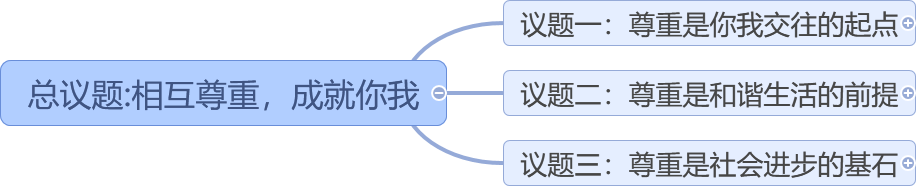 总议题:相互尊重，成就你我
议题一：尊重是你我交往的起点
议题二：尊重是和谐生活的前提
议题三：尊重是社会进步的基石